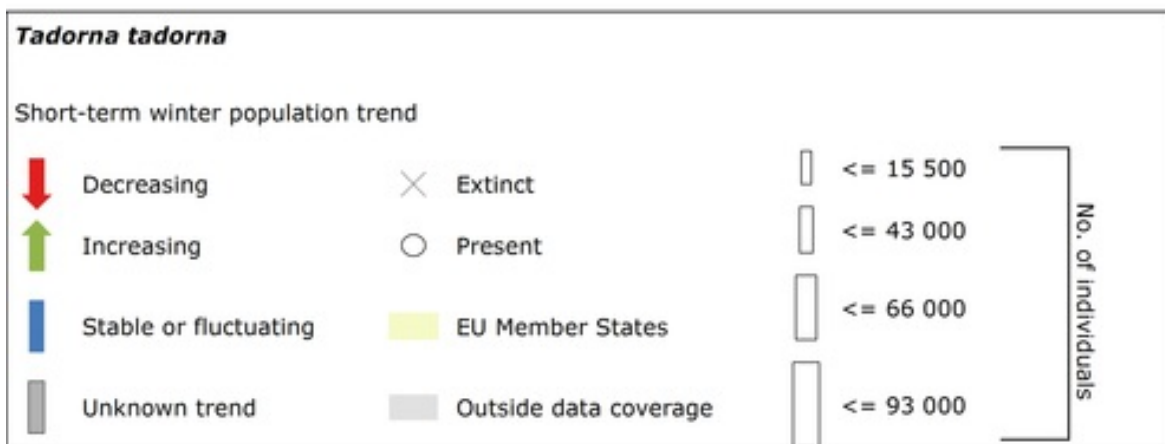 Tadorna tadorna
Short-term winter population trend
Decreasing
Increasing
Stable or fluctuating
Unknown trend
Extinct
Present
EU Member States
Outside data coverage
<= 15 500
<= 43 000
<= 66 000
<= 93 000
No. of individuals